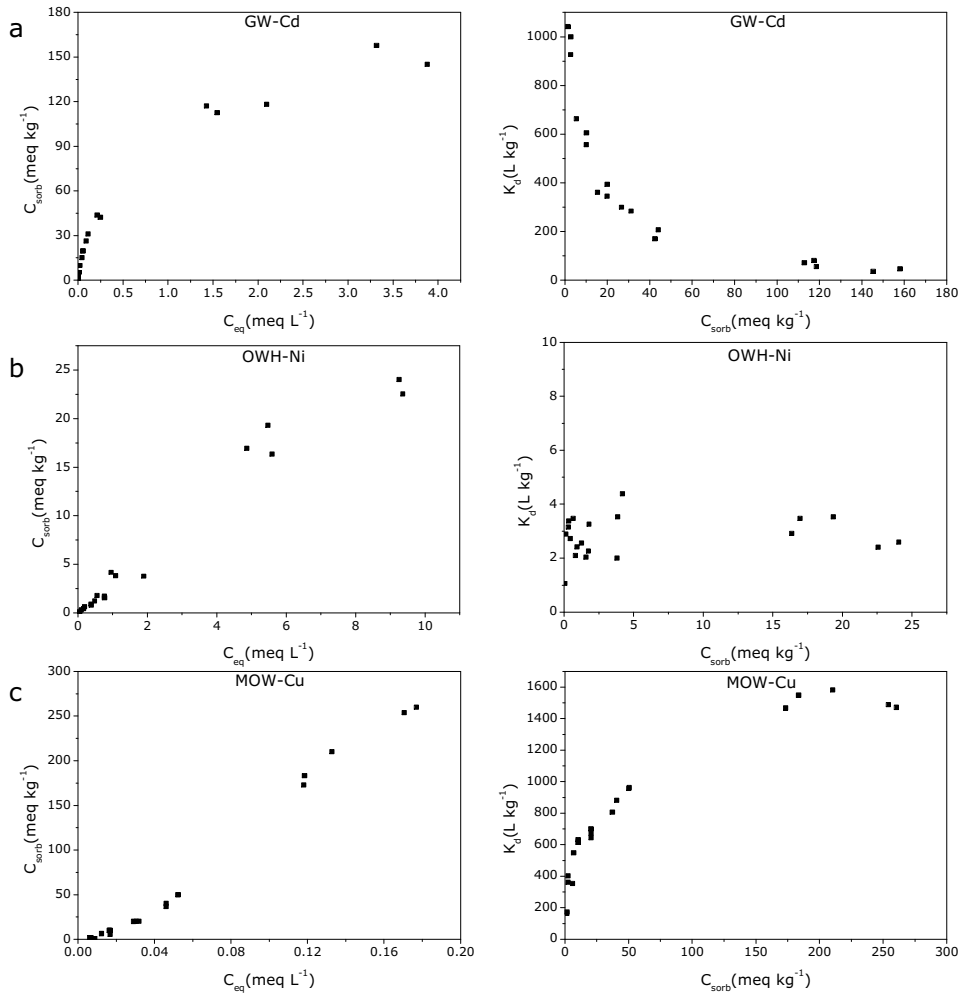 a
GW-Cd
180
150
120
90
60
30
0
0.0 0.5 1.0 1.5 2.0 2.5 3.0 3.5 4.0
C_sorb(meq kg⁻¹)
C_eq(meq L⁻¹)
GW-Cd
1000
800
600
400
200
0
0 20 40 60 80 100 120 140 160 180
K_d(L kg⁻¹)
C_sorb(meq kg⁻¹)
b
OWH-Ni
25
20
15
10
5
0
0 2 4 6 8 10
C_sorb(meq kg⁻¹)
C_eq(meq L⁻¹)
OWH-Ni
10
8
6
4
2
0
0 5 10 15 20 25
K_d(L kg⁻¹)
C_sorb(meq kg⁻¹)
c
MOW-Cu
300
250
200
150
100
50
0
0.00 0.04 0.08 0.12 0.16 0.20
C_sorb(meq kg⁻¹)
C_eq(meq L⁻¹)
MOW-Cu
1600
1400
1200
1000
800
600
400
200
0
0 50 100 150 200 250 300
K_d(L kg⁻¹)
C_sorb(meq kg⁻¹)